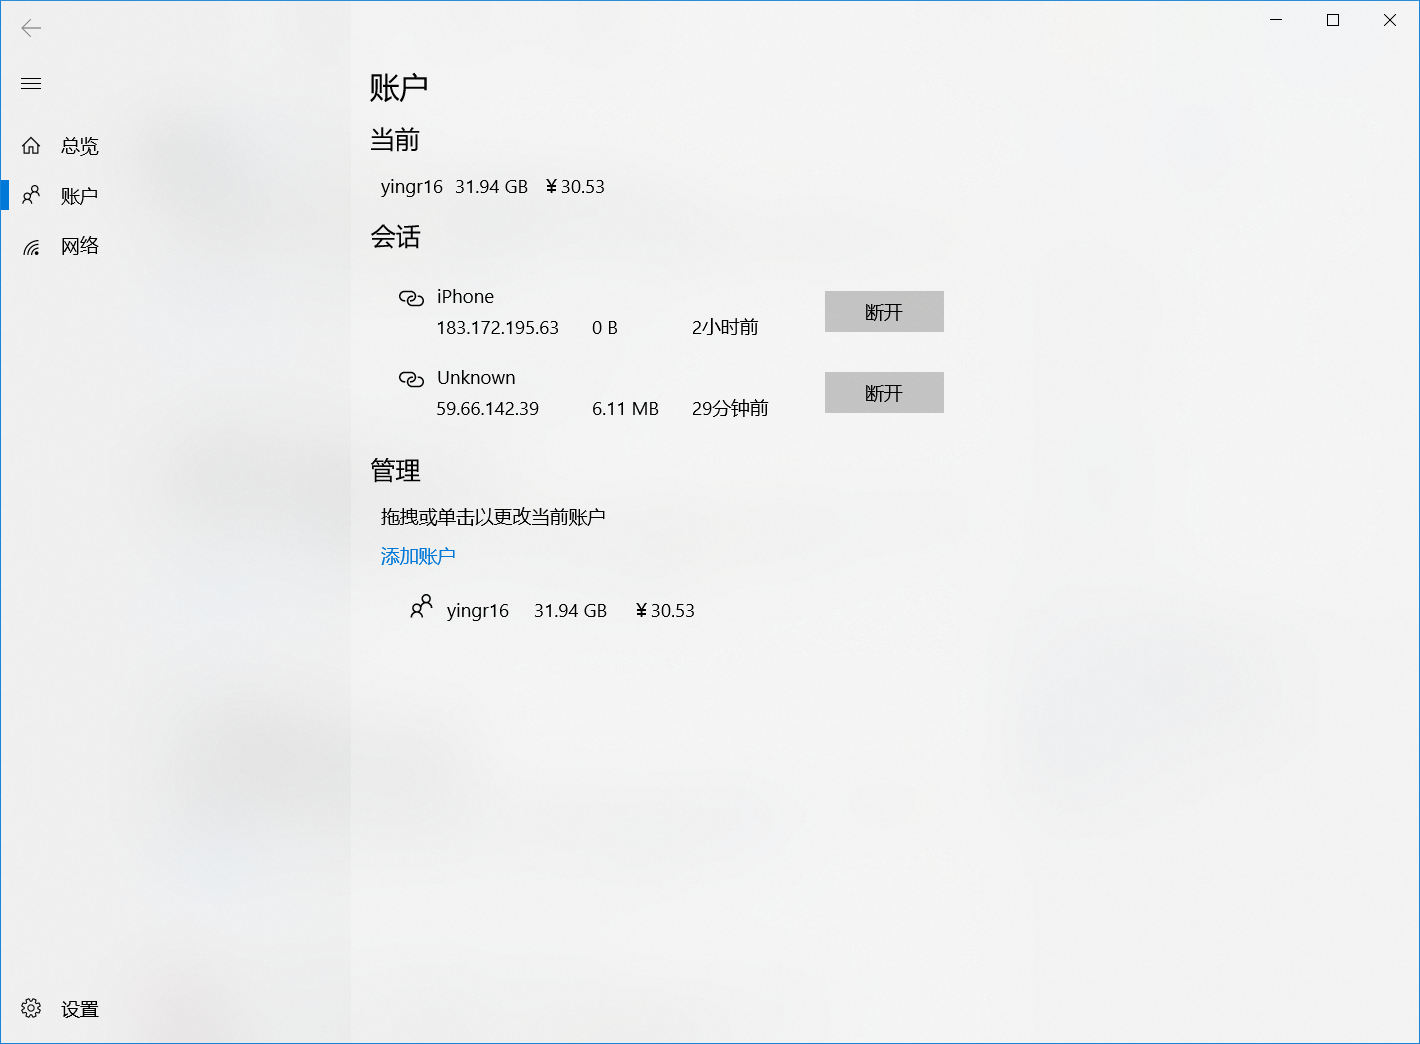 账户
总览
账户
网络
设置
当前
yingr16 31.94 GB ¥30.53
会话
iPhone
183.172.195.63 0 B 2小时前
断开
Unknown
59.66.142.39 6.11 MB 29分钟前
断开
管理
拖拽或单击以更改当前账户
添加账户
yingr16 31.94 GB ¥30.53